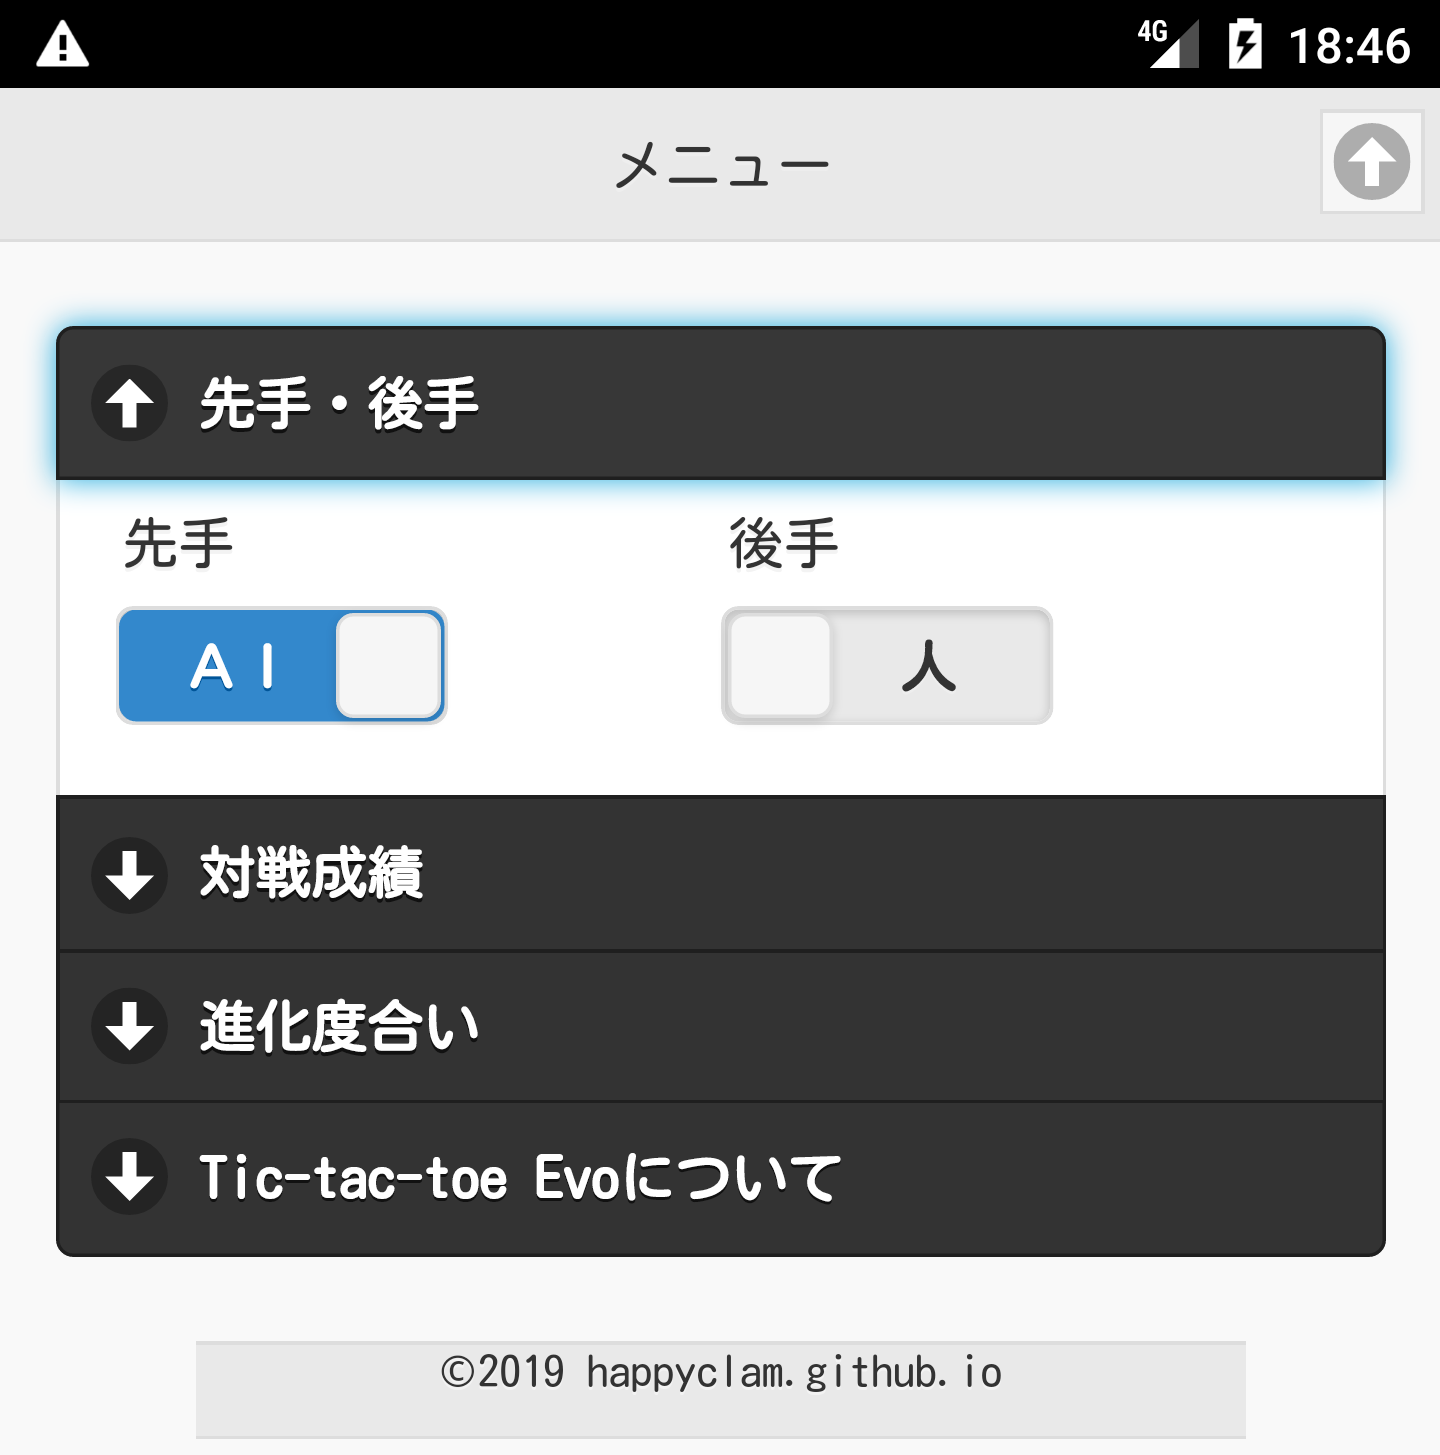 4G 18:46
メニュー
先手・後手
先手 後手
ＡＩ 人
対戦成績
進化度合い
Tic-tac-toe Evoについて
©2019 happyclam.github.io